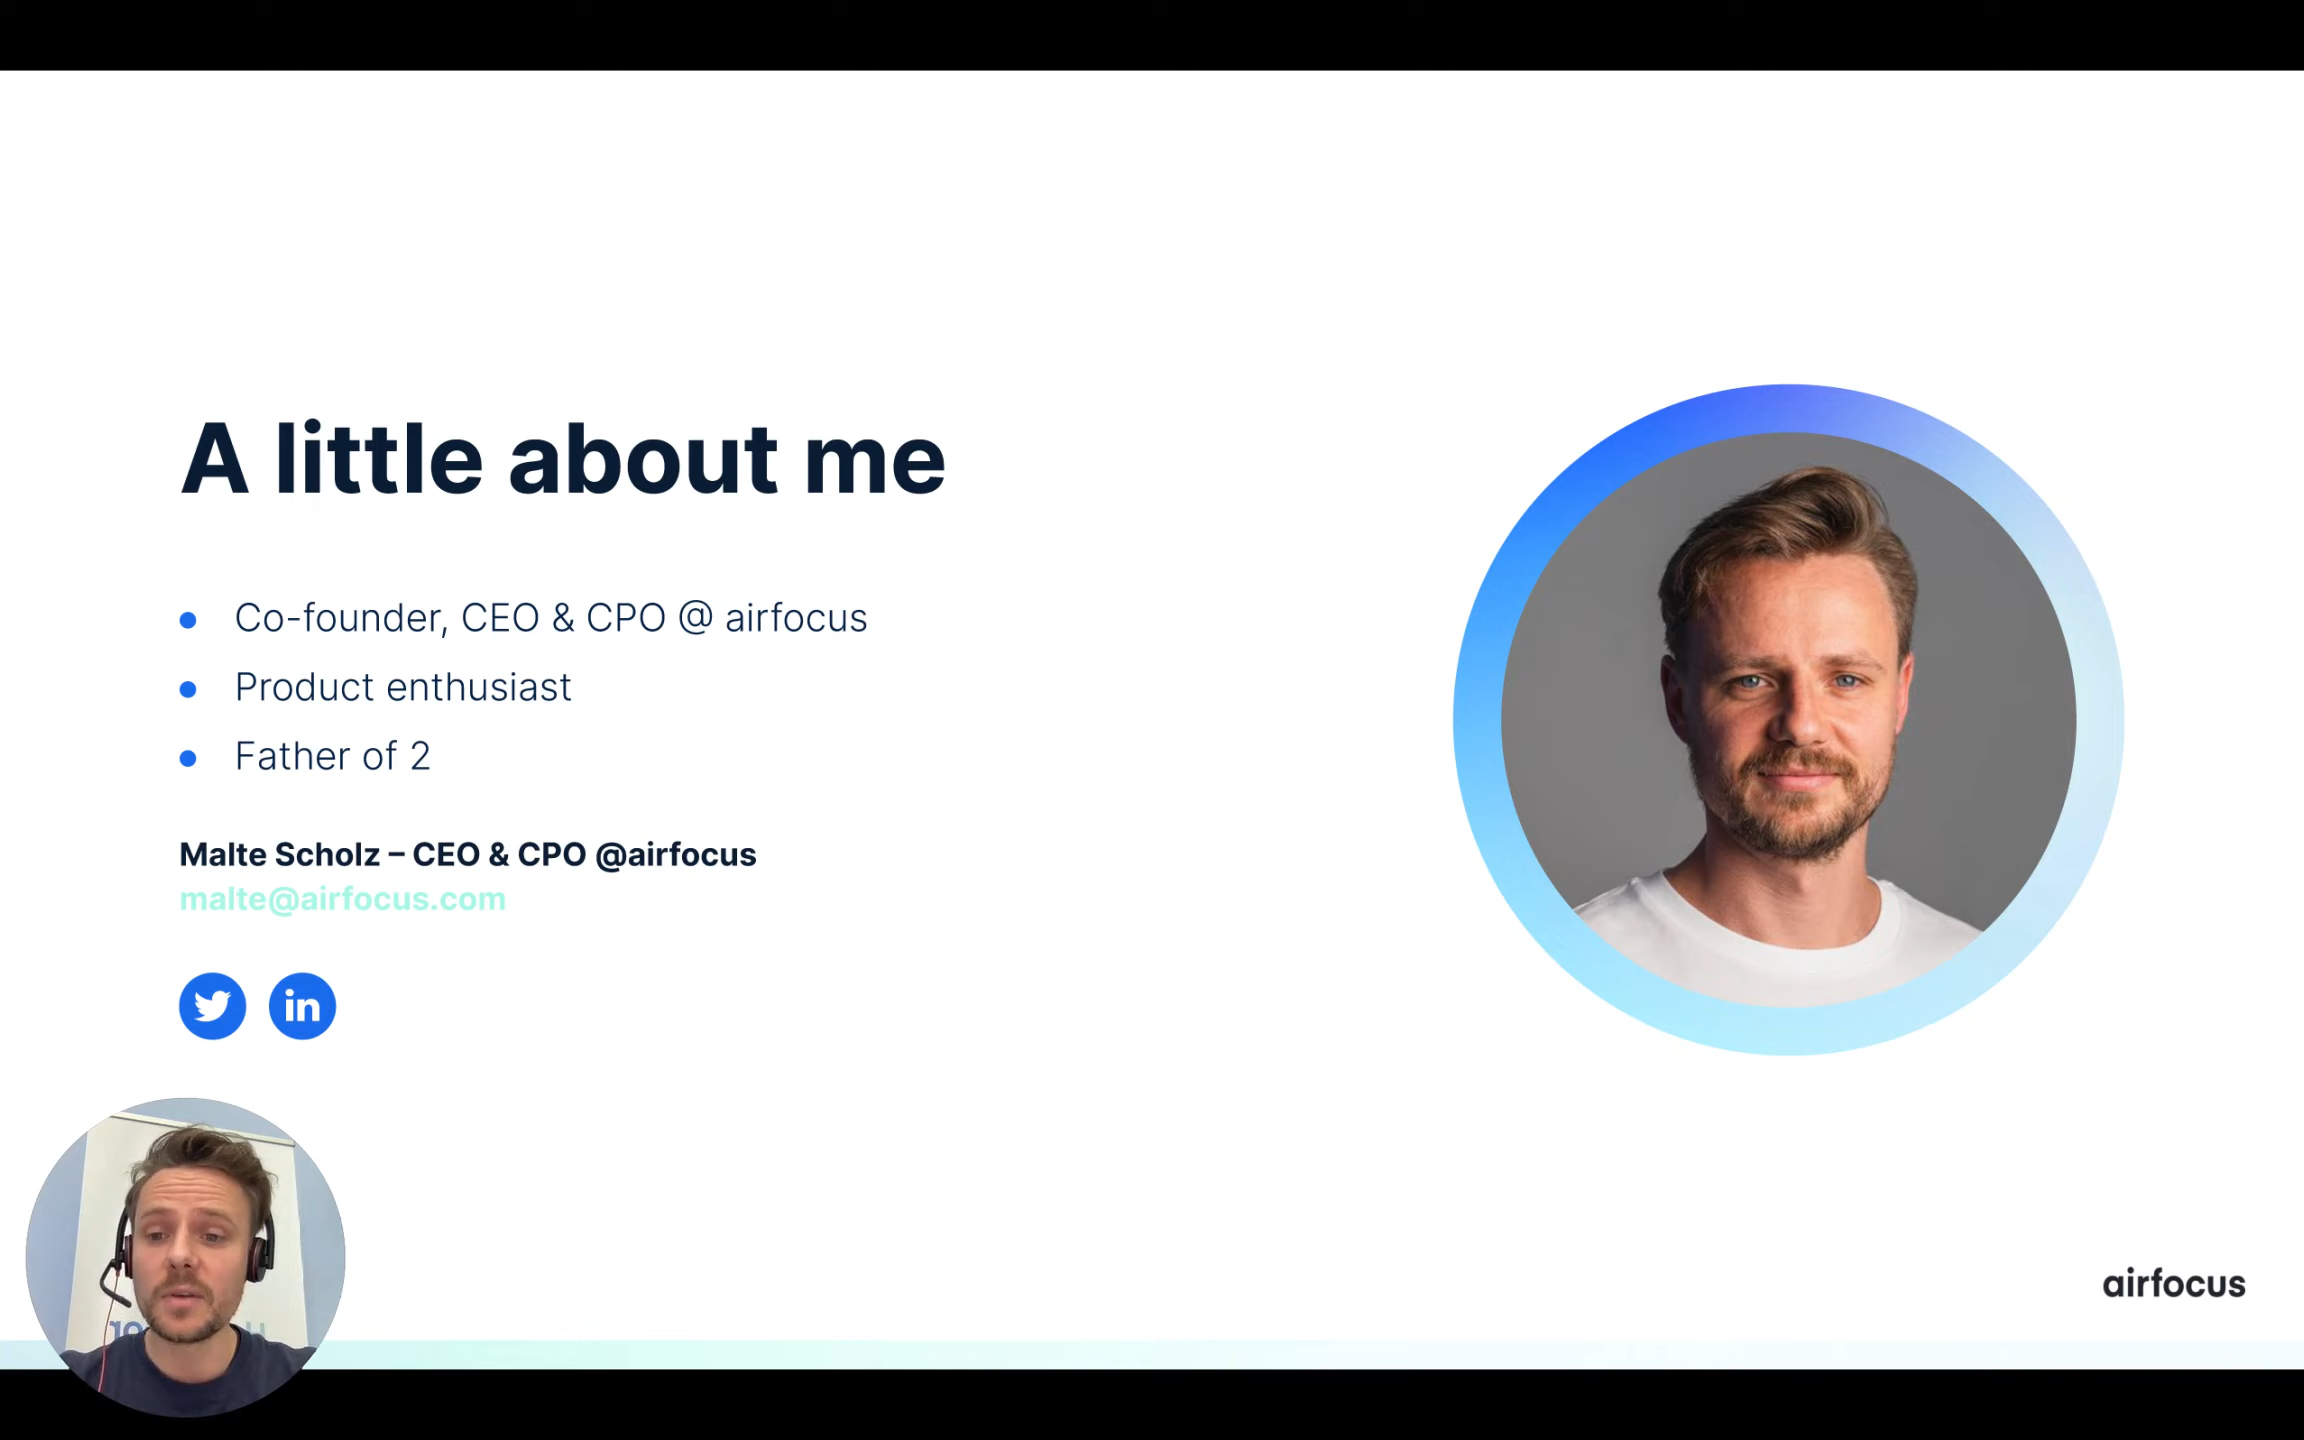 A little about me
Co-founder, CEO & CPO @ airfocus
Product enthusiast
Father of 2
Malte Scholz – CEO & CPO @airfocus
malte@airfocus.com
in
airfocus